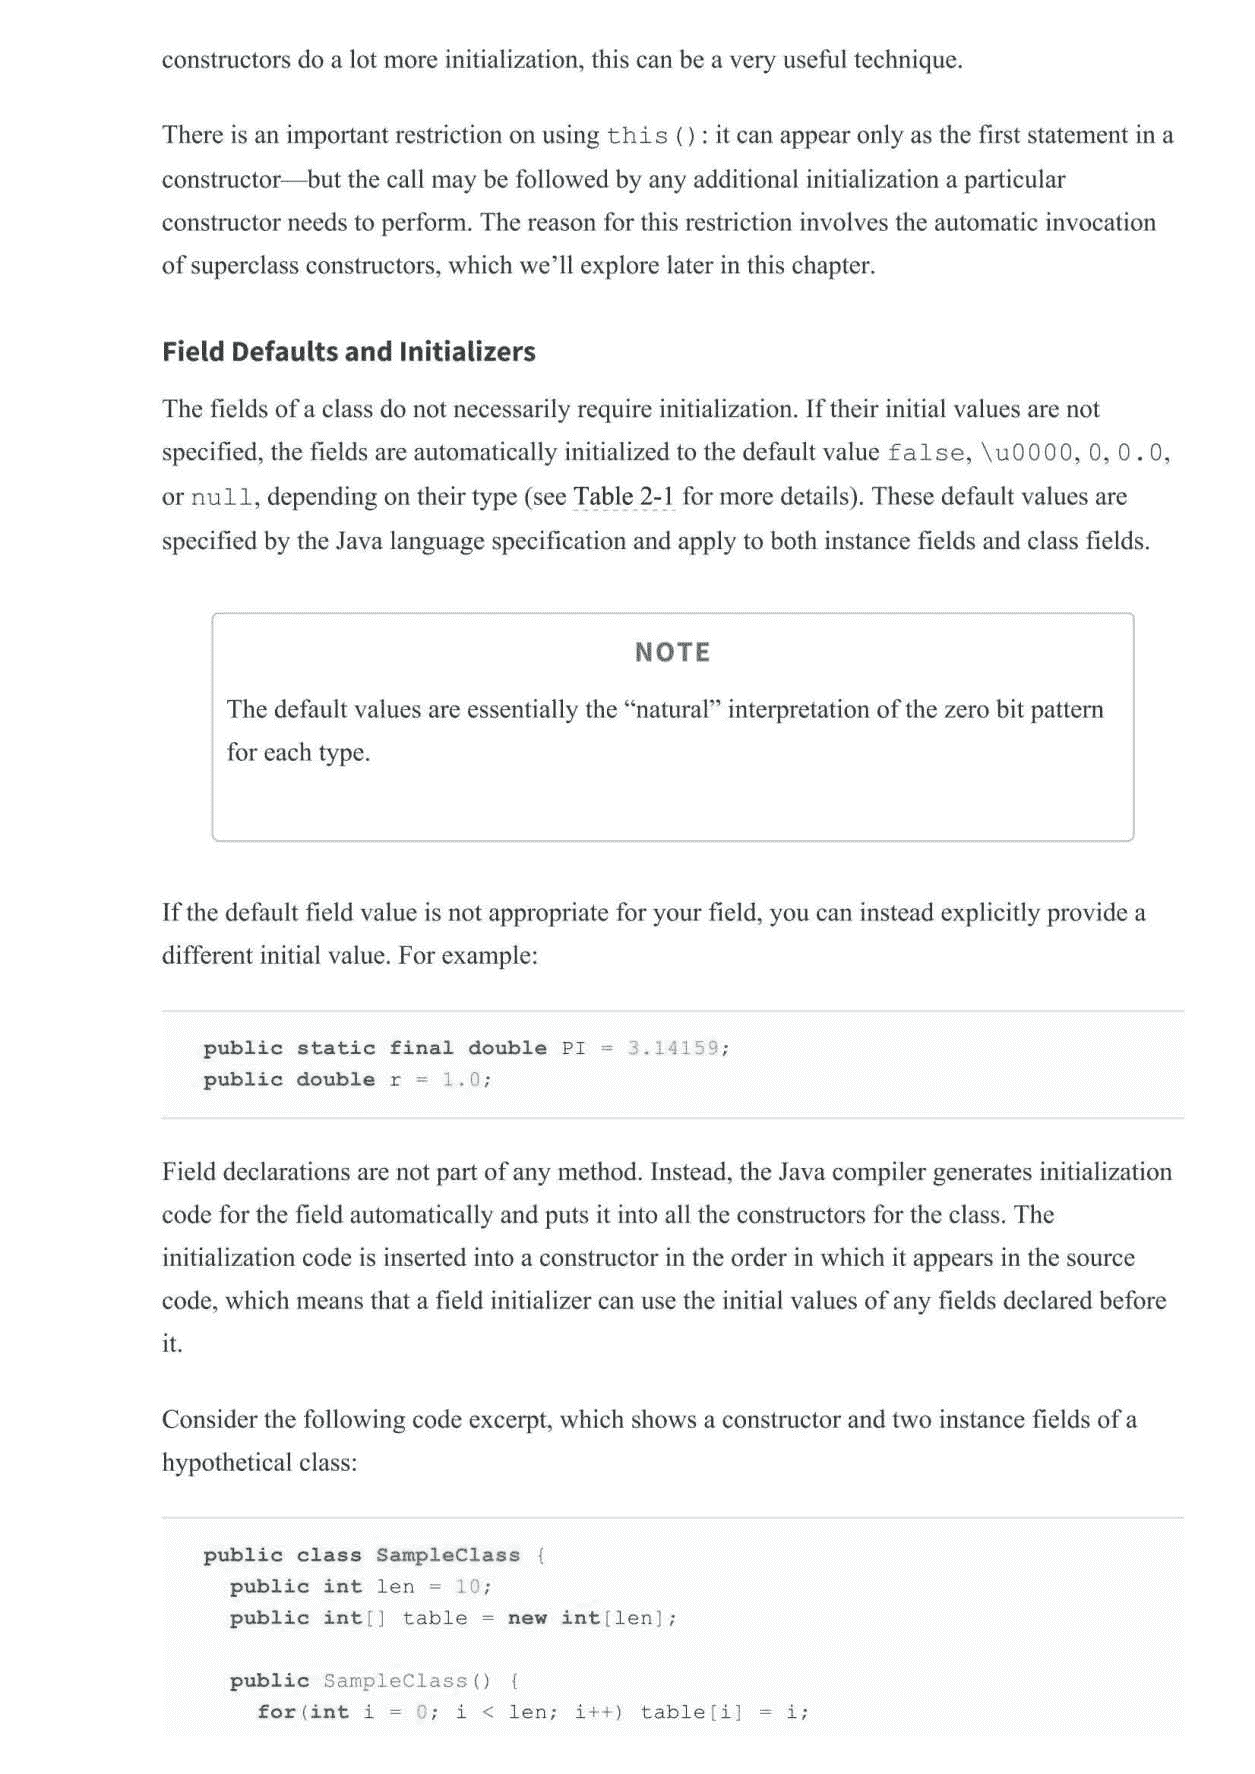 constructors do a lot more initialization, this can be a very useful technique.
There is an important restriction on using this(): it can appear only as the first statement in a
constructor—but the call may be followed by any additional initialization a particular
constructor needs to perform. The reason for this restriction involves the automatic invocation
of superclass constructors, which we’ll explore later in this chapter.
Field Defaults and Initializers
The fields of a class do not necessarily require initialization. If their initial values are not
specified, the fields are automatically initialized to the default value false, \u0000, 0, 0.0,
or null, depending on their type (see Table 2-1 for more details). These default values are
specified by the Java language specification and apply to both instance fields and class fields.
NOTE
The default values are essentially the “natural” interpretation of the zero bit pattern
for each type.
If the default field value is not appropriate for your field, you can instead explicitly provide a
different initial value. For example:
public static final double PI = 3.14159;
public double r = 1.0;
Field declarations are not part of any method. Instead, the Java compiler generates initialization
code for the field automatically and puts it into all the constructors for the class. The
initialization code is inserted into a constructor in the order in which it appears in the source
code, which means that a field initializer can use the initial values of any fields declared before
it.
Consider the following code excerpt, which shows a constructor and two instance fields of a
hypothetical class:
public class SampleClass {
public int len = 10;
public int[] table = new int[len];
public SampleClass() {
for(int i = 0; i < len; i++) table[i] = i;